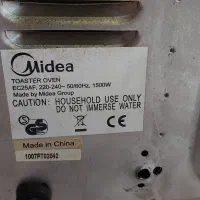 Midea
TOASTER OVEN
EC25AF, 220-240~ 50/60Hz, 1500W
Made by Midea Group
CAUTION: HOUSEHOLD USE ONLY
DO NOT IMMERSE WATER
Made in China
1007PT02042